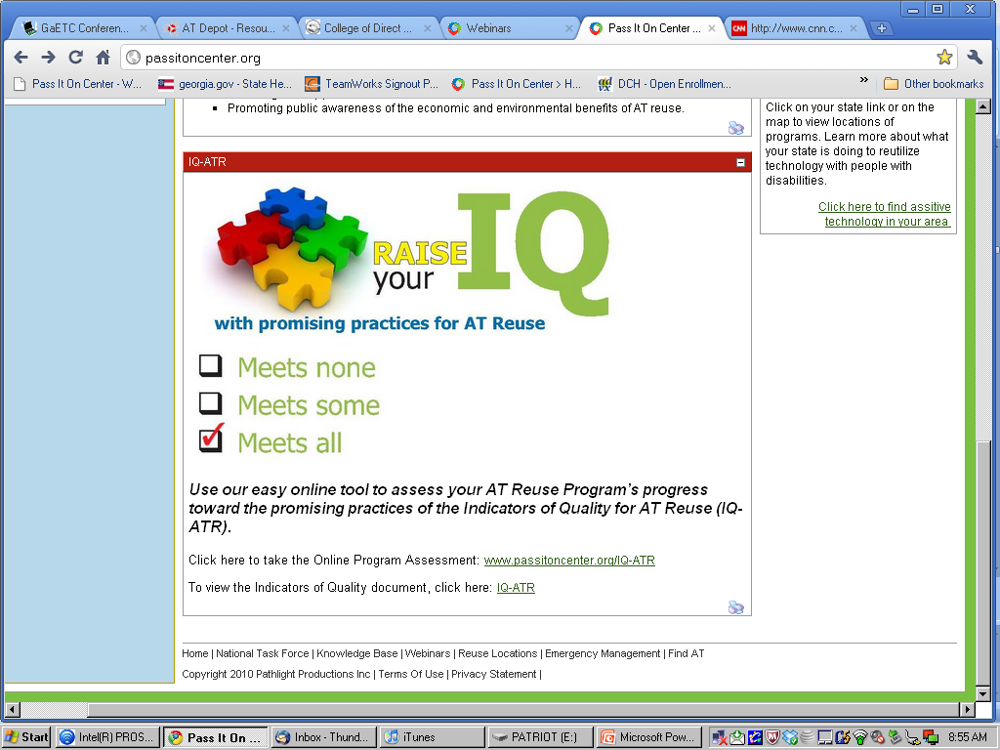 GaETC Conferen...
AT Depot - Resou...
College of Direct ...
Webinars
Pass It On Center ...
CNN
http://www.cnn.c...
passitoncenter.org
Pass It On Center - W...
georgia.gov - State He...
TeamWorks Signout P...
Pass It On Center > H...
DCH - Open Enrollmen...
»
Other bookmarks
Promoting public awareness of the economic and environmental benefits of AT reuse.
IQ-ATR
RAISE
your
IQ
with promising practices for AT Reuse
Meets none
Meets some
Meets all
Use our easy online tool to assess your AT Reuse Program's progress
toward the promising practices of the Indicators of Quality for AT Reuse (IQ-
ATR).
Click here to take the Online Program Assessment: www.passitoncenter.org/IQ-ATR
To view the Indicators of Quality document, click here: IQ-ATR
Click on your state link or on the
map to view locations of
programs. Learn more about what
your state is doing to reutilize
technology with people with
disabilities.
Click here to find assitive
technology in your area
Home | National Task Force | Knowledge Base | Webinars | Reuse Locations | Emergency Management | Find AT
Copyright 2010 Pathlight Productions Inc | Terms Of Use | Privacy Statement |
Start
Intel(R) PROS...
Pass It On ...
Inbox - Thund...
iTunes
PATRIOT (E:)
Microsoft Pow...
8:55 AM